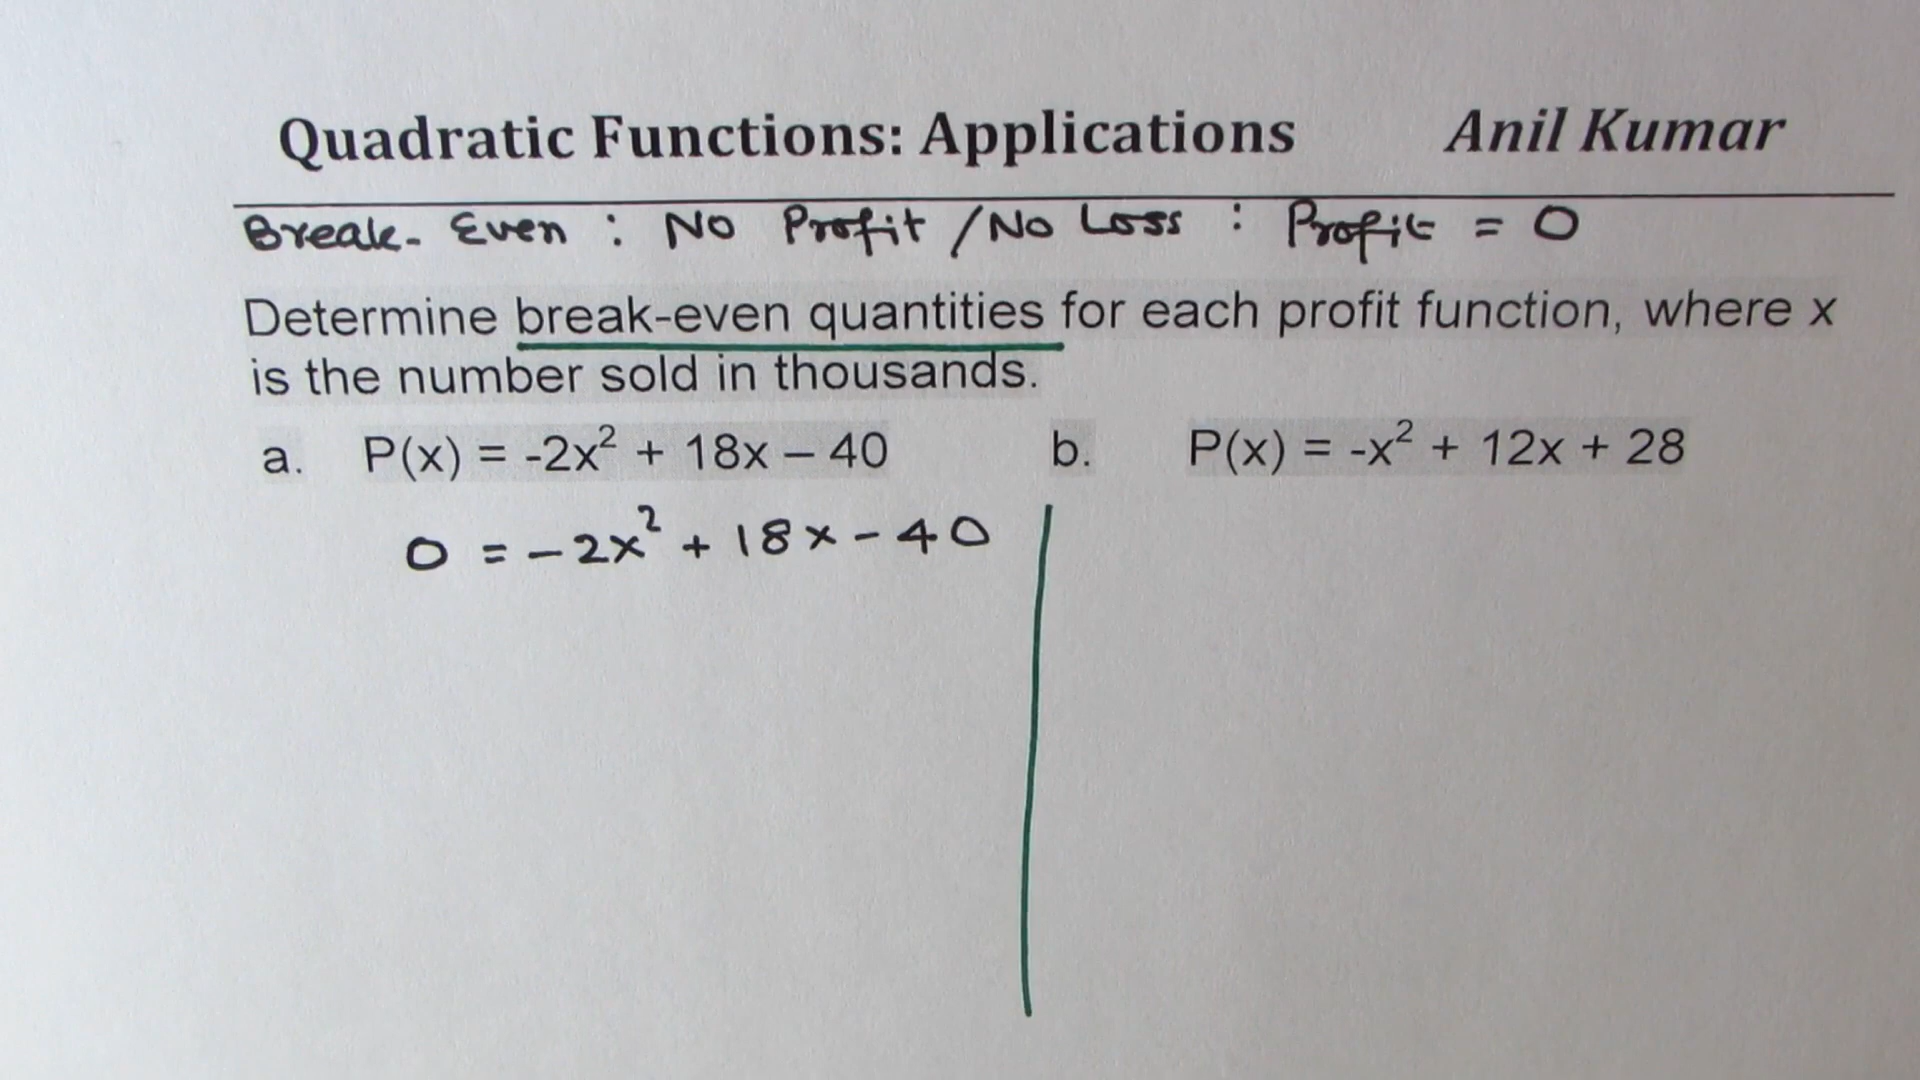 Quadratic Functions: Applications Anil Kumar
Break-Even : No Profit / No Loss : Profit = 0
Determine break-even quantities for each profit function, where x
is the number sold in thousands.
a. P(x) = -2x² + 18x – 40 b. P(x) = -x² + 12x + 28
0 = -2x² + 18x - 40